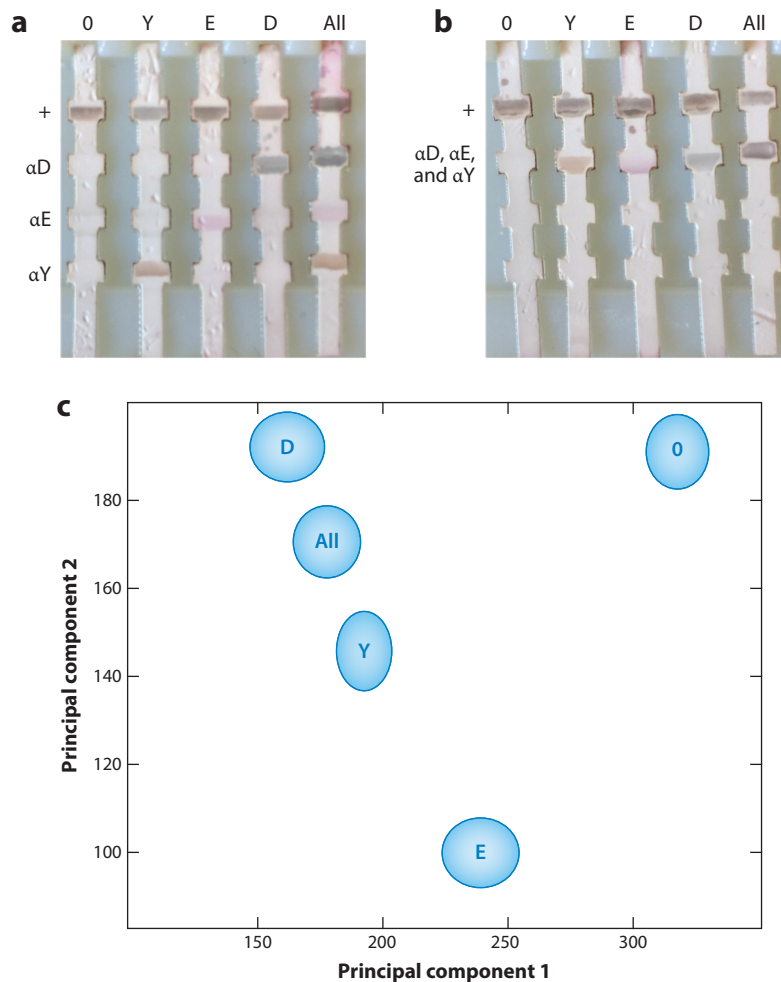 a
0 Y E D All
+
αD
αE
αY
b
0 Y E D All
+
αD, αE,
and αY
c
D
0
All
Y
E
180
160
140
120
100
Principal component 2
150 200 250 300
Principal component 1